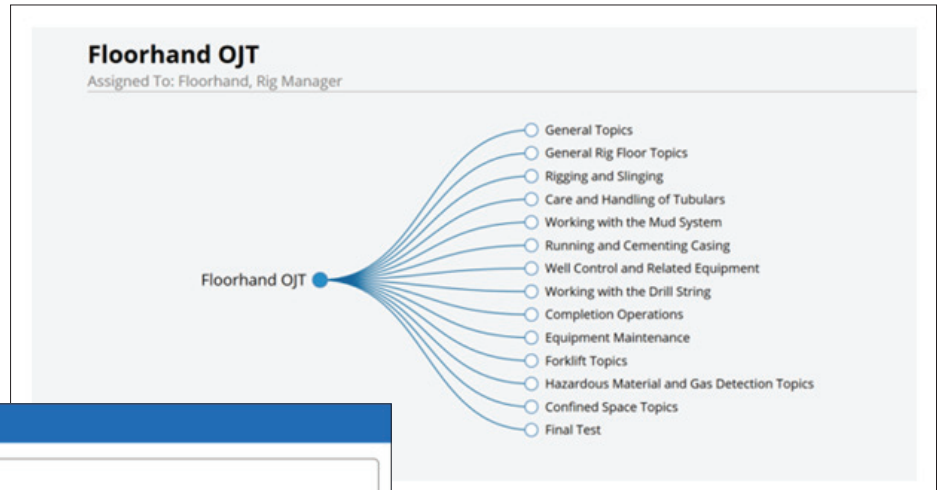 Floorhand OJT
Assigned To: Floorhand, Rig Manager
General Topics
General Rig Floor Topics
Rigging and Slinging
Care and Handling of Tubulars
Working with the Mud System
Running and Cementing Casing
Well Control and Related Equipment
Floorhand OJT
Working with the Drill String
Completion Operations
Equipment Maintenance
Forklift Topics
Hazardous Material and Gas Detection Topics
Confined Space Topics
Final Test